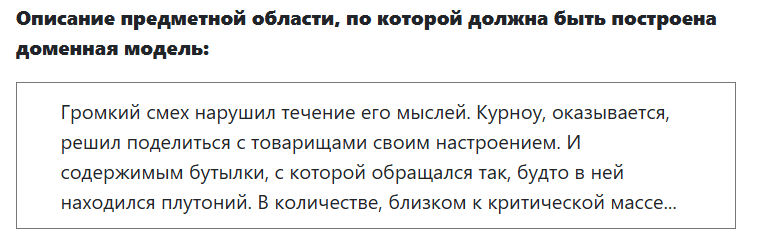 Описание предметной области, по которой должна быть построена
доменная модель:
Громкий смех нарушил течение его мыслей. Курноу, оказывается,
решил поделиться с товарищами своим настроением. И
содержимым бутылки, с которой обращался так, будто в ней
находился плутоний. В количестве, близком к критической массе...